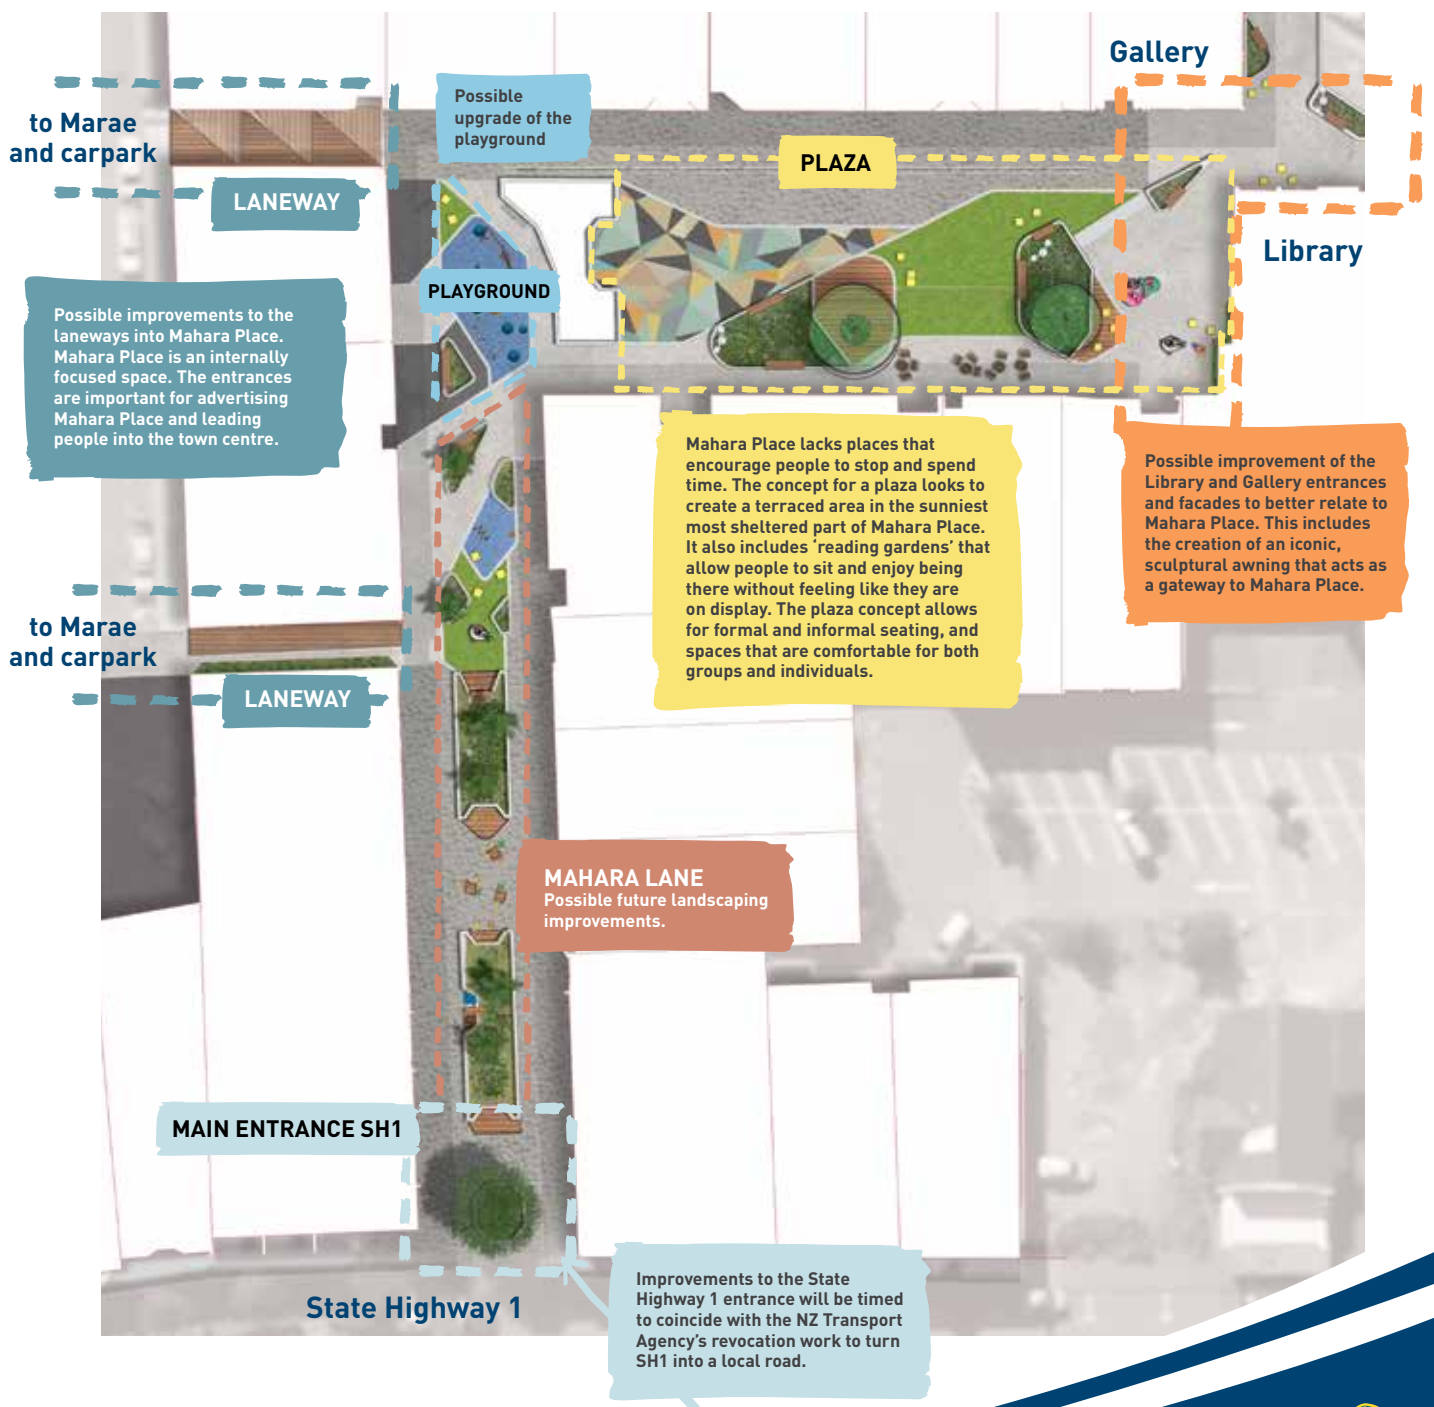 Gallery
to Marae
and carpark
Possible
upgrade of the
playground
PLAZA
LANEWAY
Library
PLAYGROUND
Possible improvements to the
laneways into Mahara Place.
Mahara Place is an internally
focused space. The entrances
are important for advertising
Mahara Place and leading
people into the town centre.
Mahara Place lacks places that
encourage people to stop and spend
time. The concept for a plaza looks to
create a terraced area in the sunniest
most sheltered part of Mahara Place.
It also includes ‘reading gardens’ that
allow people to sit and enjoy being
there without feeling like they are
on display. The plaza concept allows
for formal and informal seating, and
spaces that are comfortable for both
groups and individuals.
Possible improvement of the
Library and Gallery entrances
and facades to better relate to
Mahara Place. This includes
the creation of an iconic,
sculptural awning that acts as
a gateway to Mahara Place.
to Marae
and carpark
LANEWAY
MAHARA LANE
Possible future landscaping
improvements.
MAIN ENTRANCE SH1
State Highway 1
Improvements to the State
Highway 1 entrance will be timed
to coincide with the NZ Transport
Agency’s revocation work to turn
SH1 into a local road.